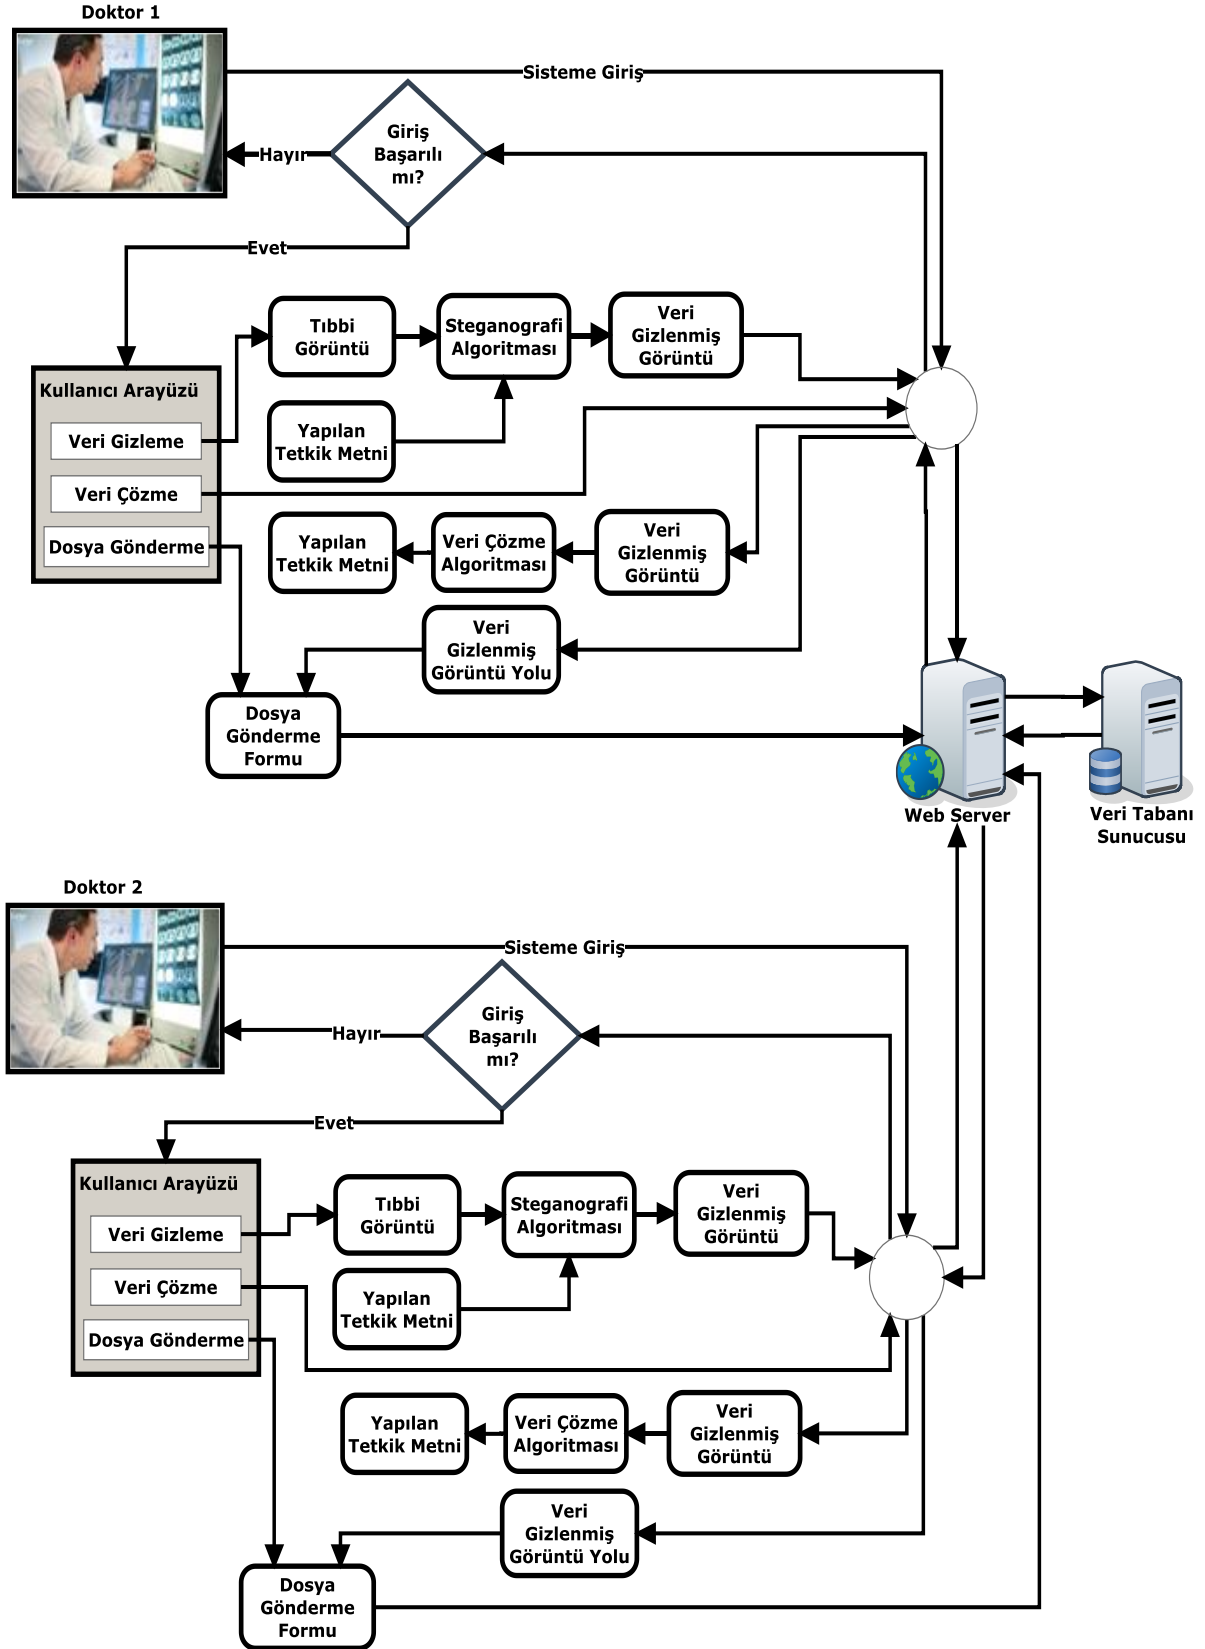 Doktor 1
Sisteme Giriş
Giriş
Başarılı
mı?
Hayır
Evet
Tıbbi
Görüntü
Steganografi
Algoritması
Veri
Gizlenmiş
Görüntü
Kullanıcı Arayüzü
Veri Gizleme
Yapılan
Tetkik Metni
Veri Çözme
Dosya Gönderme
Yapılan
Tetkik Metni
Veri Çözme
Algoritması
Veri
Gizlenmiş
Görüntü
Veri
Gizlenmiş
Görüntü Yolu
Dosya
Gönderme
Formu
Web Server
Veri Tabanı
Sunucusu
Doktor 2
Sisteme Giriş
Giriş
Başarılı
mı?
Hayır
Evet
Kullanıcı Arayüzü
Veri Gizleme
Tıbbi
Görüntü
Steganografi
Algoritması
Veri
Gizlenmiş
Görüntü
Veri Çözme
Yapılan
Tetkik Metni
Dosya Gönderme
Yapılan
Tetkik Metni
Veri Çözme
Algoritması
Veri
Gizlenmiş
Görüntü
Veri
Gizlenmiş
Görüntü Yolu
Dosya
Gönderme
Formu